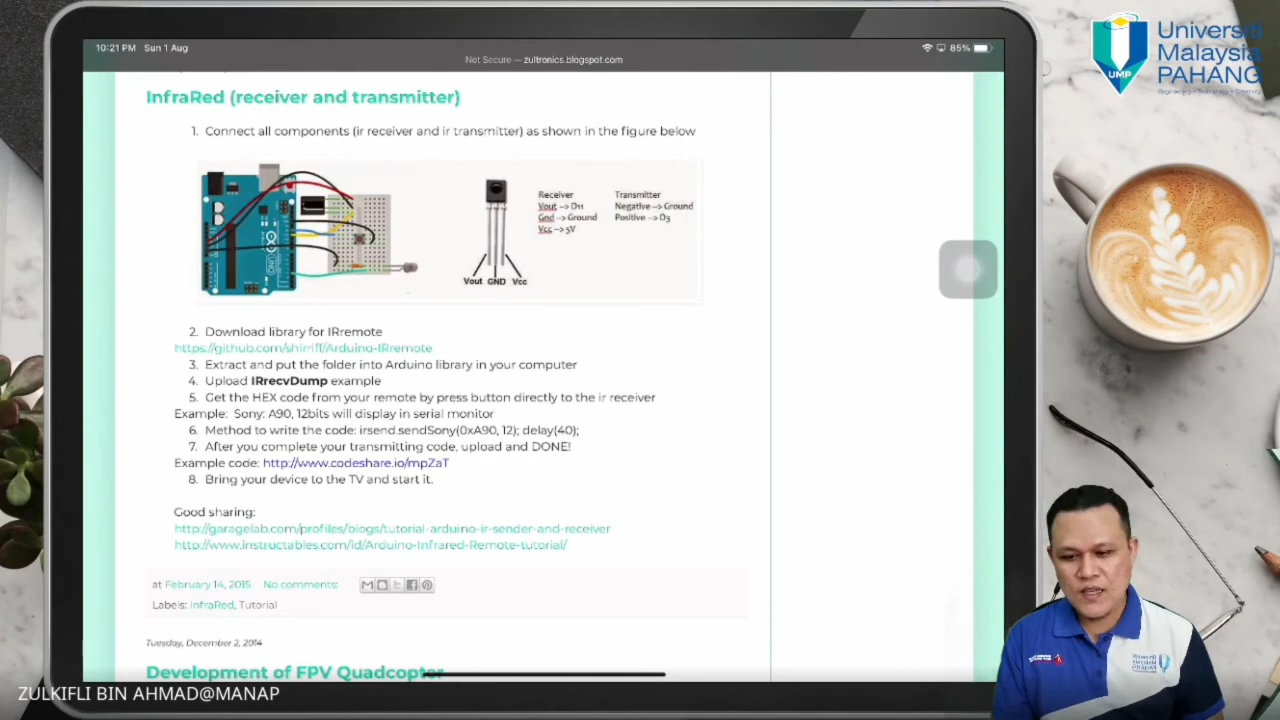 10:21 PM Sun 1 Aug
85%
Not Secure — zultronics.blogspot.com
Universiti
Malaysia
PAHANG
Engineering • Technology • Creativity
UMP
InfraRed (receiver and transmitter)
1. Connect all components (ir receiver and ir transmitter) as shown in the figure below
Receiver Transmitter
Vout --> D11 Negative --> Ground
Gnd --> Ground Positive --> D3
Vcc --> 5V
Vout GND Vcc
2. Download library for IRremote
https://github.com/shirriff/Arduino-IRremote
3. Extract and put the folder into Arduino library in your computer
4. Upload IRrecvDump example
5. Get the HEX code from your remote by press button directly to the ir receiver
Example: Sony: A90, 12bits will display in serial monitor
6. Method to write the code: irsend.sendSony(0xA90, 12); delay(40);
7. After you complete your transmitting code, upload and DONE!
Example code: http://www.codeshare.io/mpZaT
8. Bring your device to the TV and start it.
Good sharing:
http://garagelab.com/profiles/blogs/tutorial-arduino-ir-sender-and-receiver
http://www.instructables.com/id/Arduino-Infrared-Remote-tutorial/
at February 14, 2015 No comments:
Labels: InfraRed, Tutorial
Tuesday, December 2, 2014
Development of FPV Quadcopter
ZULKIFLI BIN AHMAD@MANAP